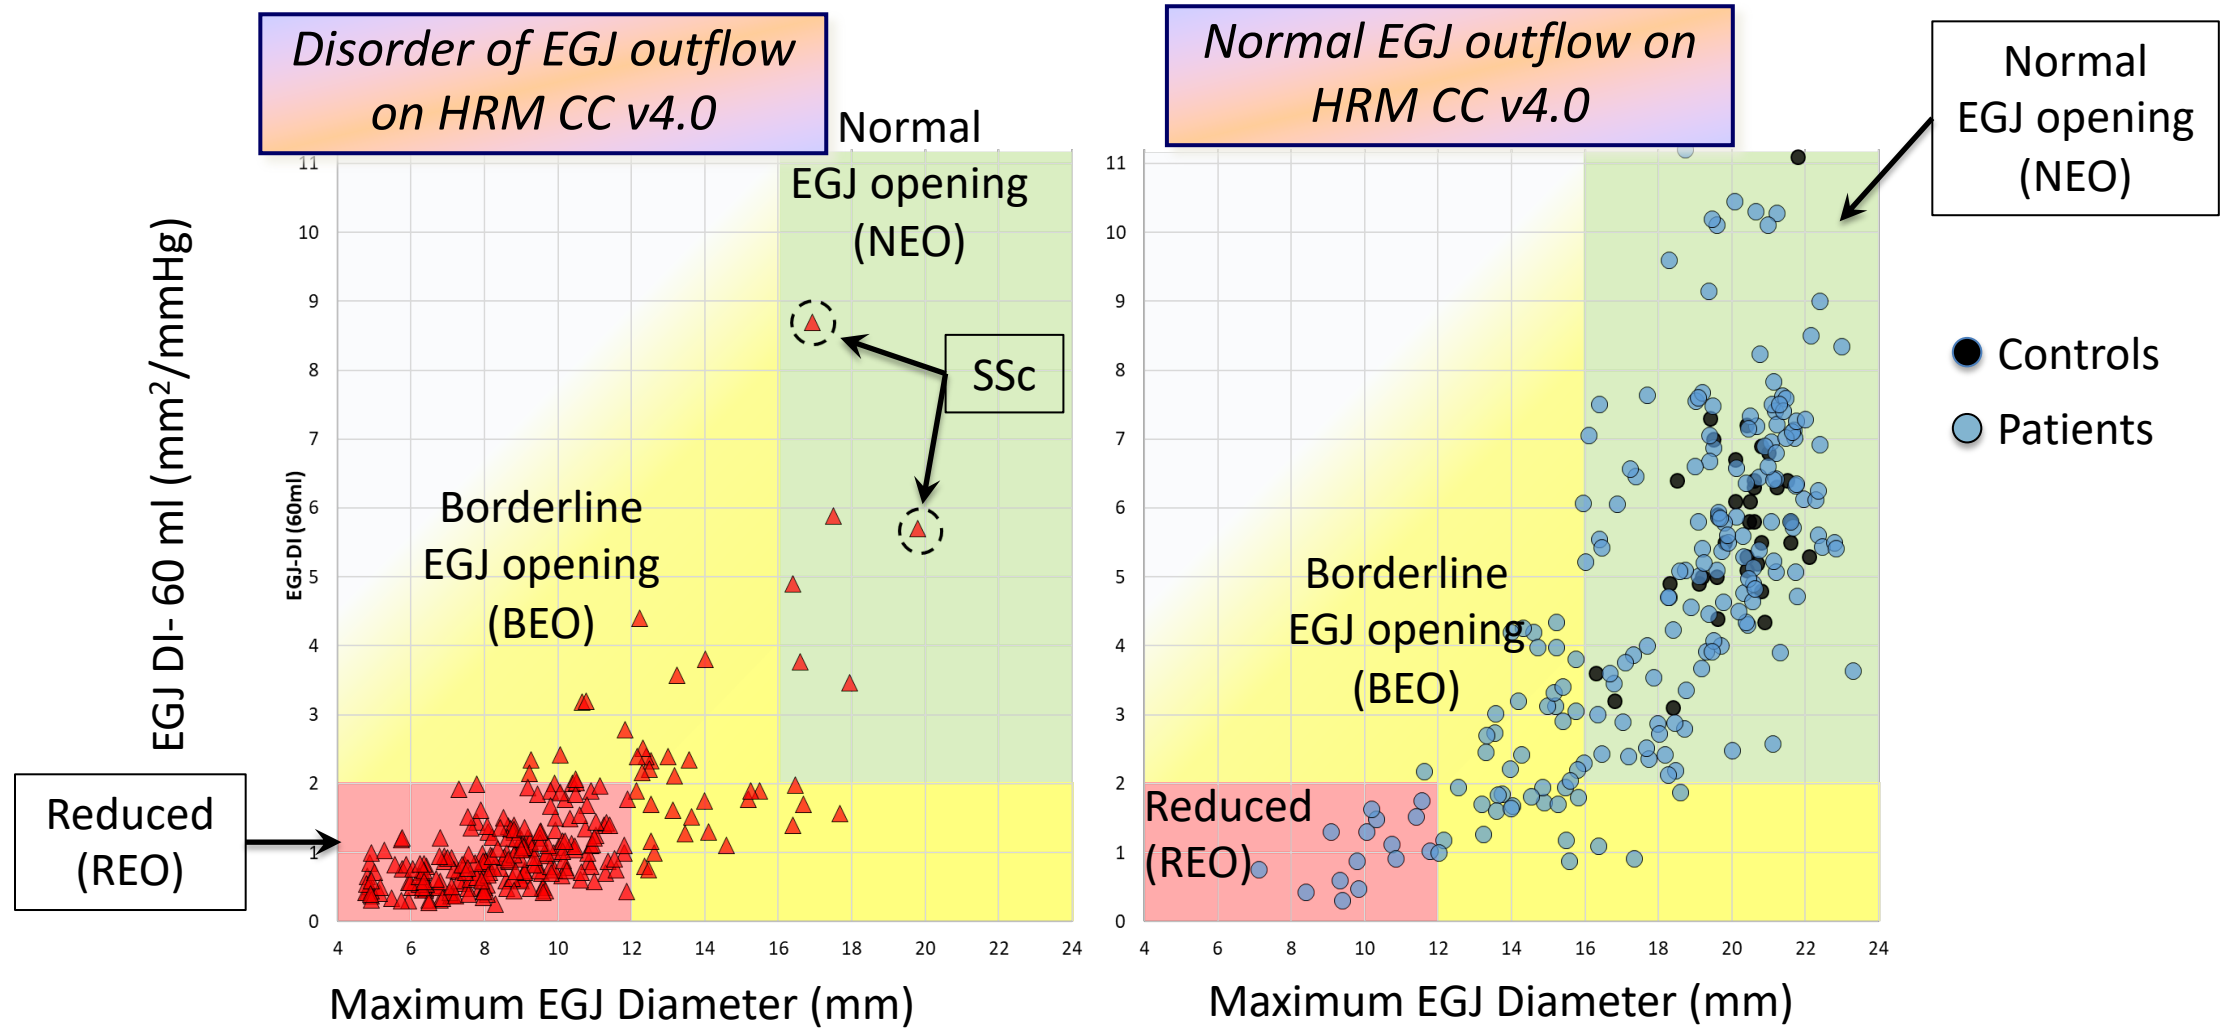 Disorder of EGJ outflow
on HRM CC v4.0
Normal EGJ outflow on
HRM CC v4.0
Normal
EGJ opening
(NEO)
Normal
EGJ opening
(NEO)
EGJ DI- 60 ml (mm²/mmHg)
EGJ-DI (60ml)
11
10
9
8
7
6
5
4
3
2
1
0
SSc
Borderline
EGJ opening
(BEO)
Reduced
(REO)
4 6 8 10 12 14 16 18 20 22 24
Maximum EGJ Diameter (mm)
11
10
9
8
7
6
5
4
3
2
1
0
Borderline
EGJ opening
(BEO)
Reduced
(REO)
4 6 8 10 12 14 16 18 20 22 24
Maximum EGJ Diameter (mm)
Controls
Patients